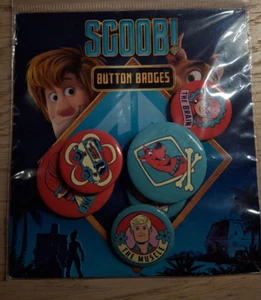 SCOOB!
BUTTON BADGES
THE BRAIN
THE MUSCLE